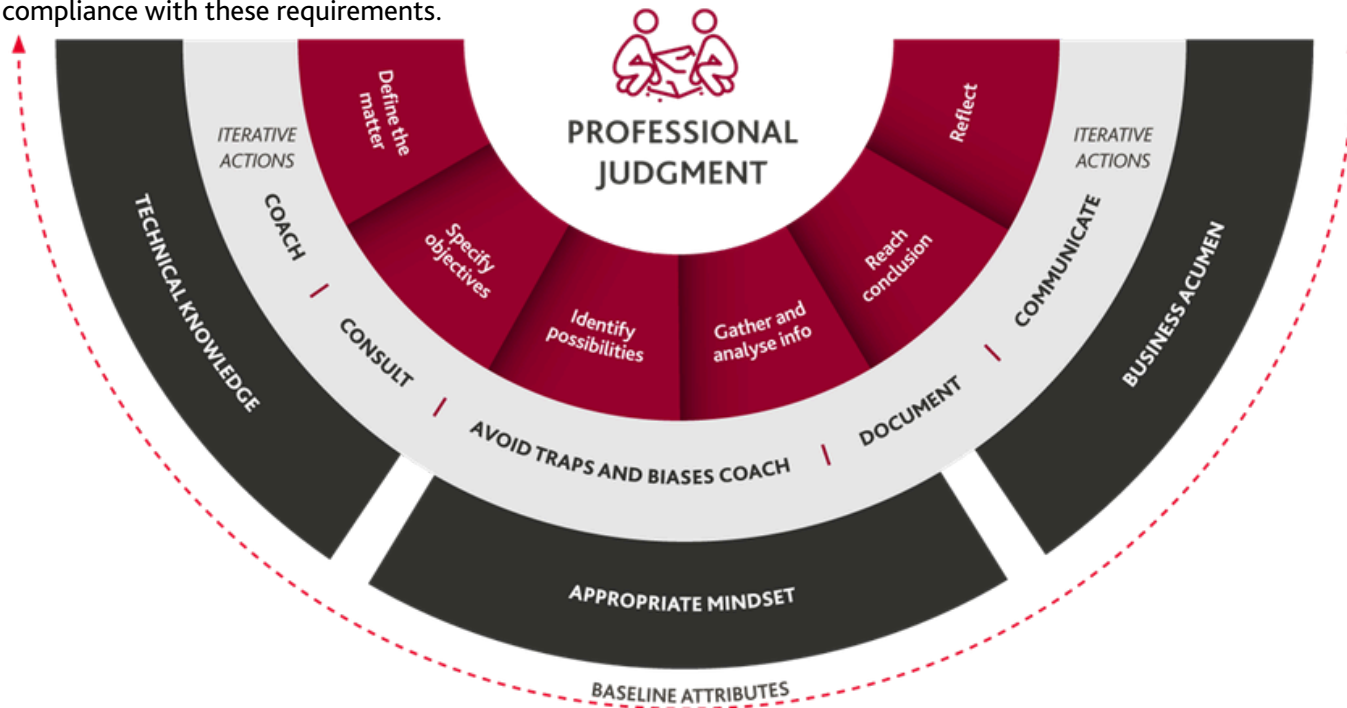 compliance with these requirements.
PROFESSIONAL
JUDGMENT
Define the
matter
Specify
objectives
Identify
possibilities
Gather and
analyse info
Reach
conclusion
Reflect
ITERATIVE
ACTIONS
COACH
CONSULT
AVOID TRAPS AND BIASES COACH
DOCUMENT
COMMUNICATE
ITERATIVE
ACTIONS
TECHNICAL KNOWLEDGE
APPROPRIATE MINDSET
BUSINESS ACUMEN
BASELINE ATTRIBUTES